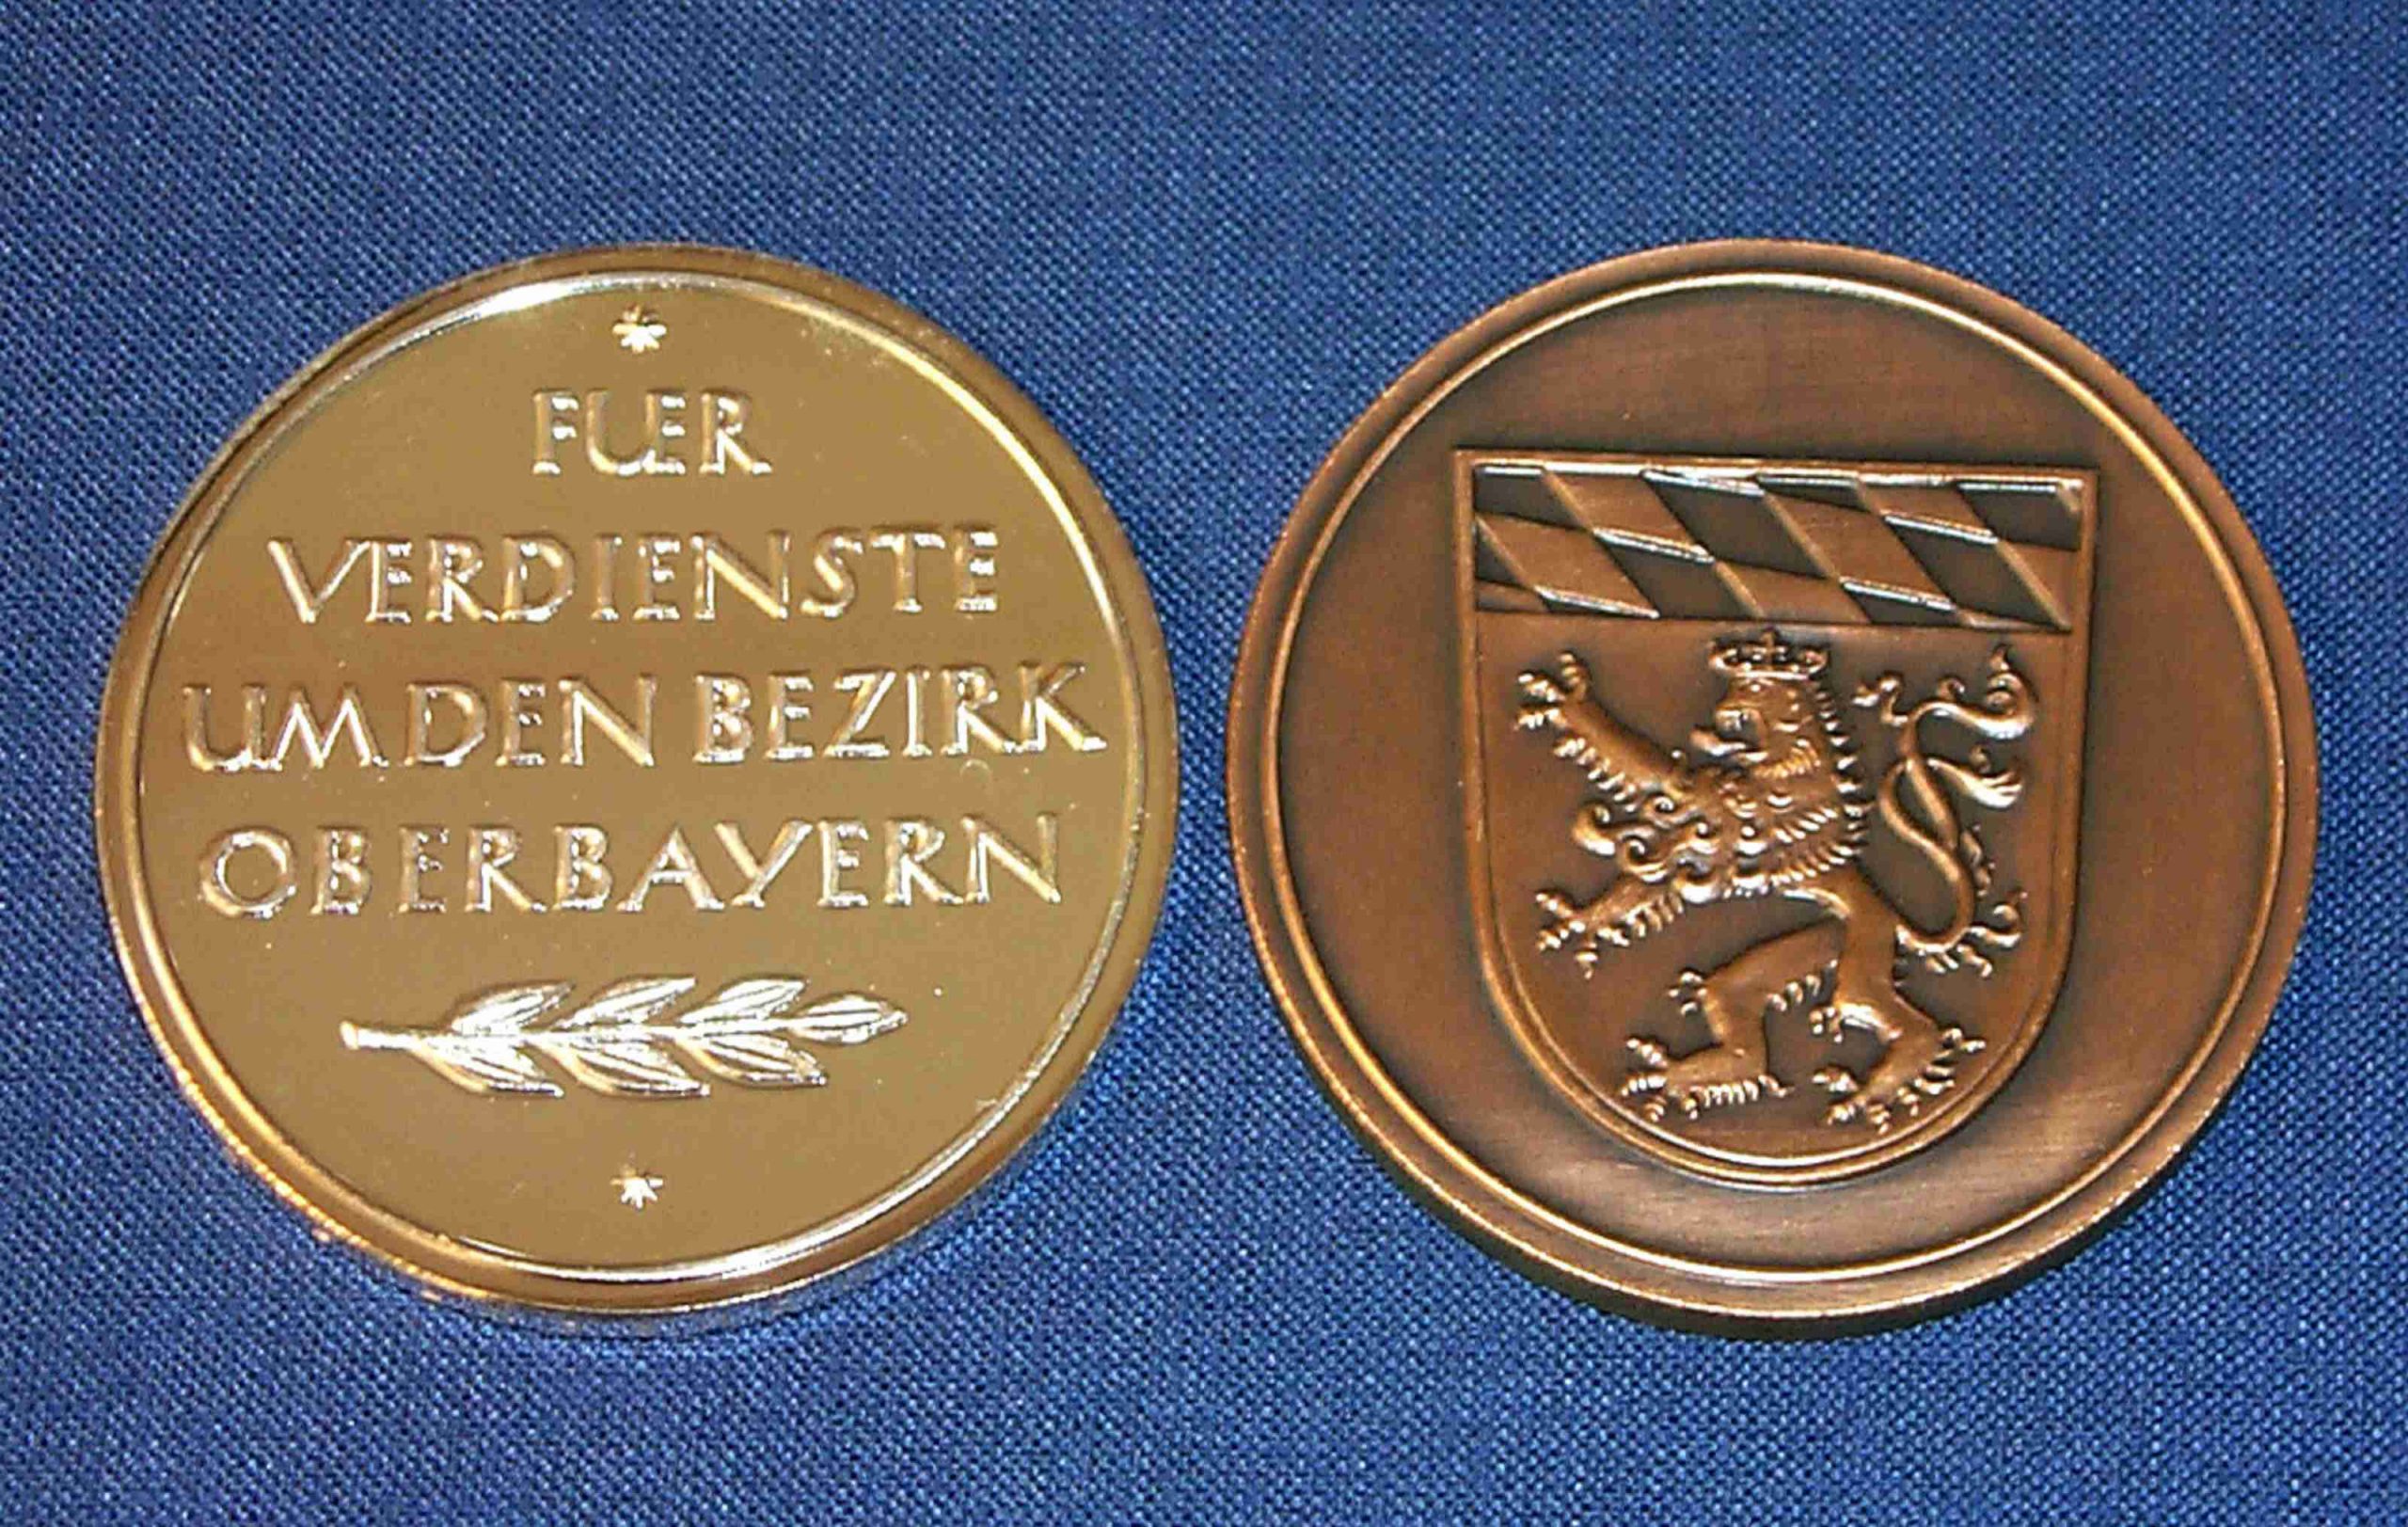 FUER
VERDIENSTE
UM DEN BEZIRK
OBERBAYERN